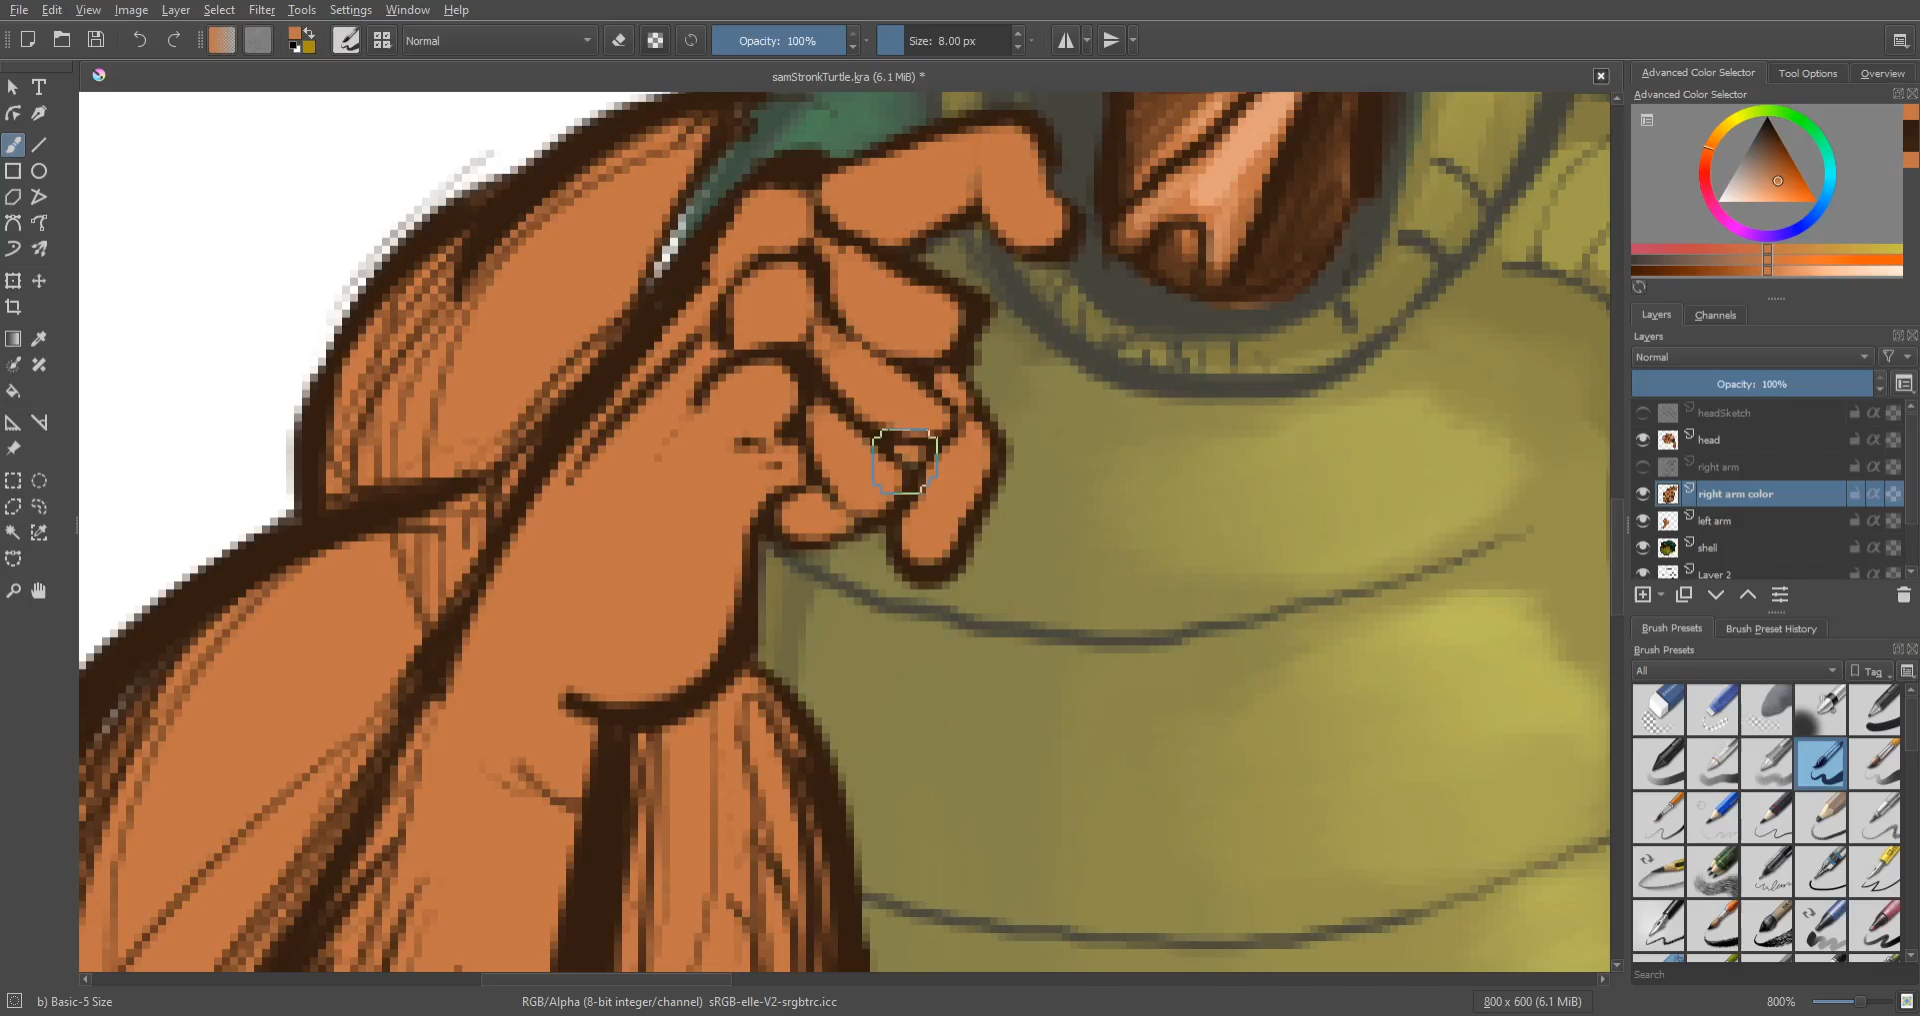 File Edit View Image Layer Select Filter Tools Settings Window Help
Normal Opacity: 100% Size: 8.00 px
samStronkTurtle.kra (6.1 MiB) *
Advanced Color Selector Tool Options Overview
Advanced Color Selector
Layers Channels
Layers
Normal
Opacity: 100%
headSketch
head
right arm
right arm color
left arm
shell
Layer 2
Brush Presets Brush Preset History
Brush Presets
All Tag
Search
b) Basic-5 Size RGB/Alpha (8-bit integer/channel) sRGB-elle-V2-srgbtrc.icc 800 x 600 (6.1 MiB) 800%